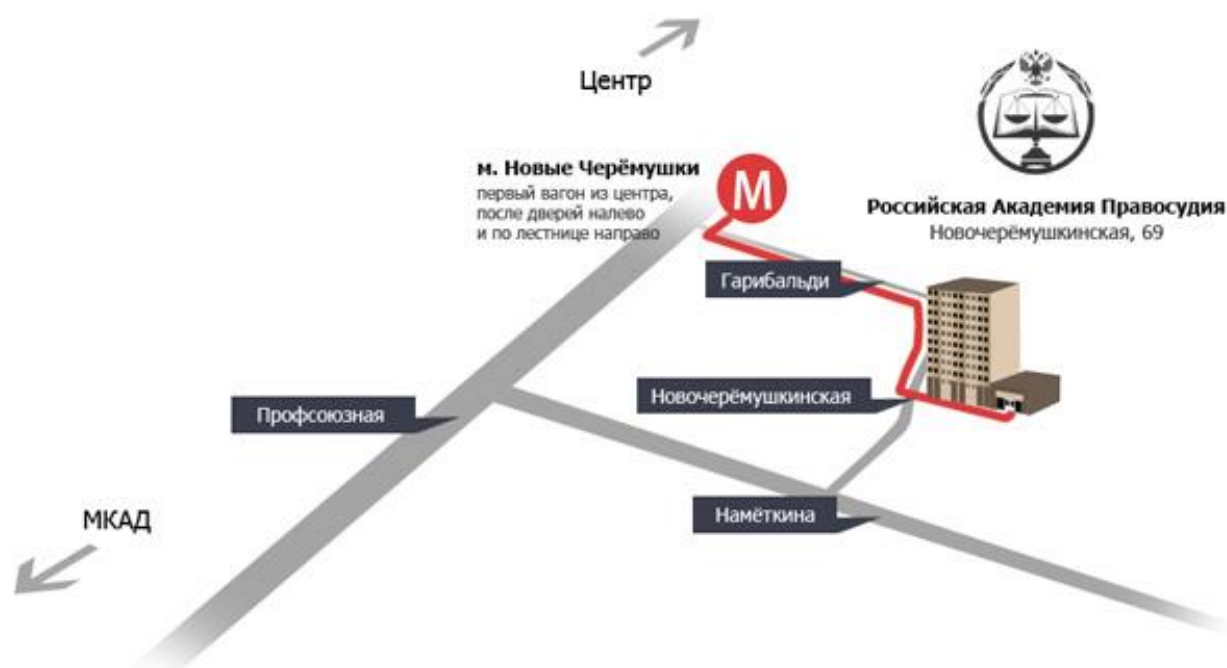 Центр
м. Новые Черёмушки
первый вагон из центра,
после дверей налево
и по лестнице направо
М
Российская Академия Правосудия
Новочерёмушкинская, 69
Гарибальди
Новочерёмушкинская
Профсоюзная
Намёткина
МКАД